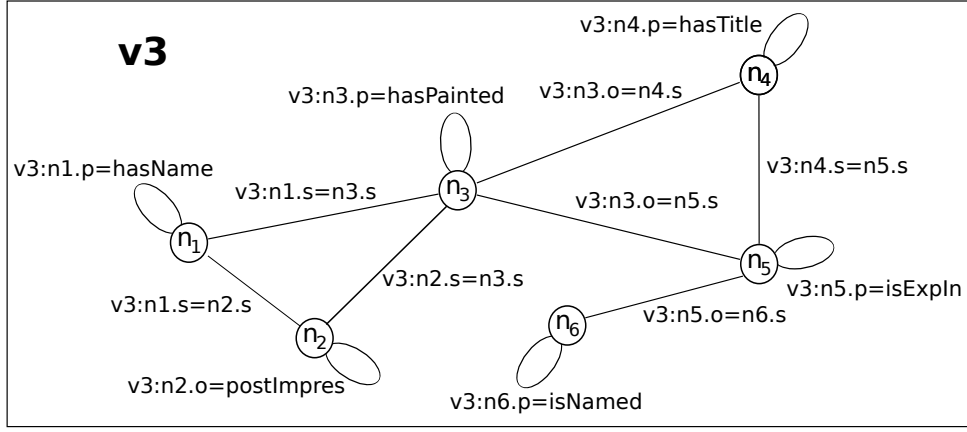 v3
v3:n4.p=hasTitle
n4
v3:n3.p=hasPainted
v3:n3.o=n4.s
v3:n1.p=hasName
v3:n4.s=n5.s
v3:n1.s=n3.s
n3
v3:n3.o=n5.s
n1
n5
v3:n2.s=n3.s
v3:n5.p=isExpIn
v3:n1.s=n2.s
v3:n5.o=n6.s
n6
n2
v3:n2.o=postImpres
v3:n6.p=isNamed